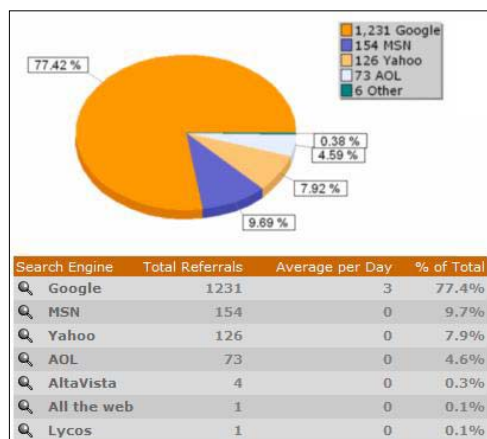 1,231 Google
154 MSN
126 Yahoo
73 AOL
6 Other
77.42 %
0.38 %
4.59 %
7.92 %
9.69 %
Search Engine Total Referrals Average per Day % of Total
Google 1231 3 77.4%
MSN 154 0 9.7%
Yahoo 126 0 7.9%
AOL 73 0 4.6%
AltaVista 4 0 0.3%
All the web 1 0 0.1%
Lycos 1 0 0.1%